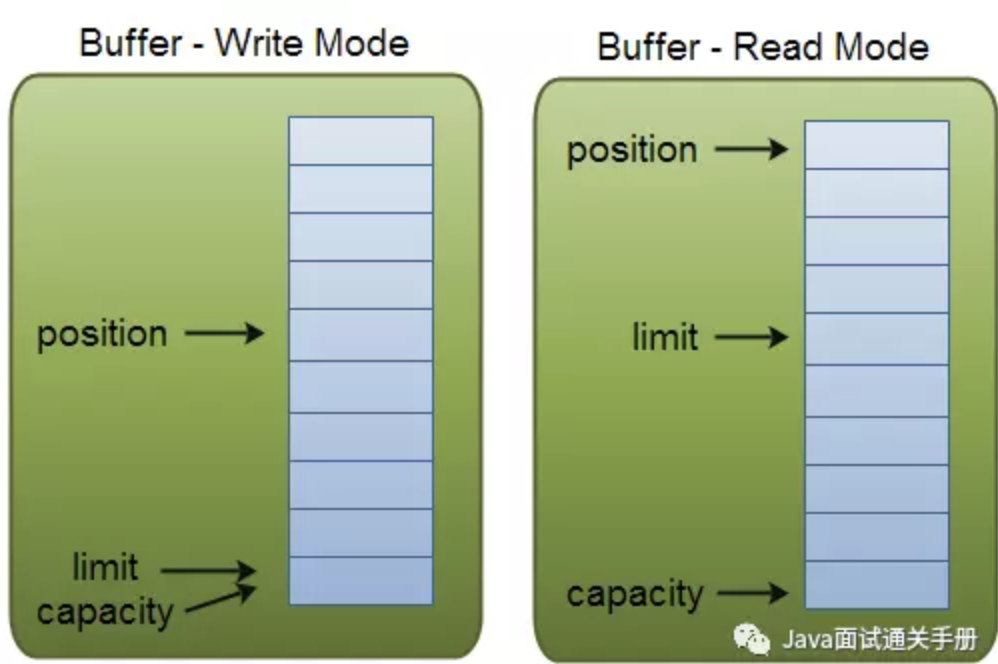 Buffer - Write Mode
position
limit
capacity
Buffer - Read Mode
position
limit
capacity
Java面试通关手册